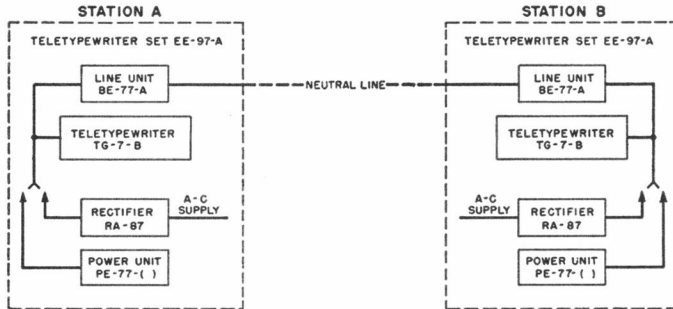 STATION A
TELETYPEWRITER SET EE-97-A
LINE UNIT
BE-77-A
TELETYPEWRITER
TG-7-B
A-C
SUPPLY
RECTIFIER
RA-87
POWER UNIT
PE-77-( )
NEUTRAL LINE
STATION B
TELETYPEWRITER SET EE-97-A
LINE UNIT
BE-77-A
TELETYPEWRITER
TG-7-B
A-C
SUPPLY
RECTIFIER
RA-87
POWER UNIT
PE-77-( )